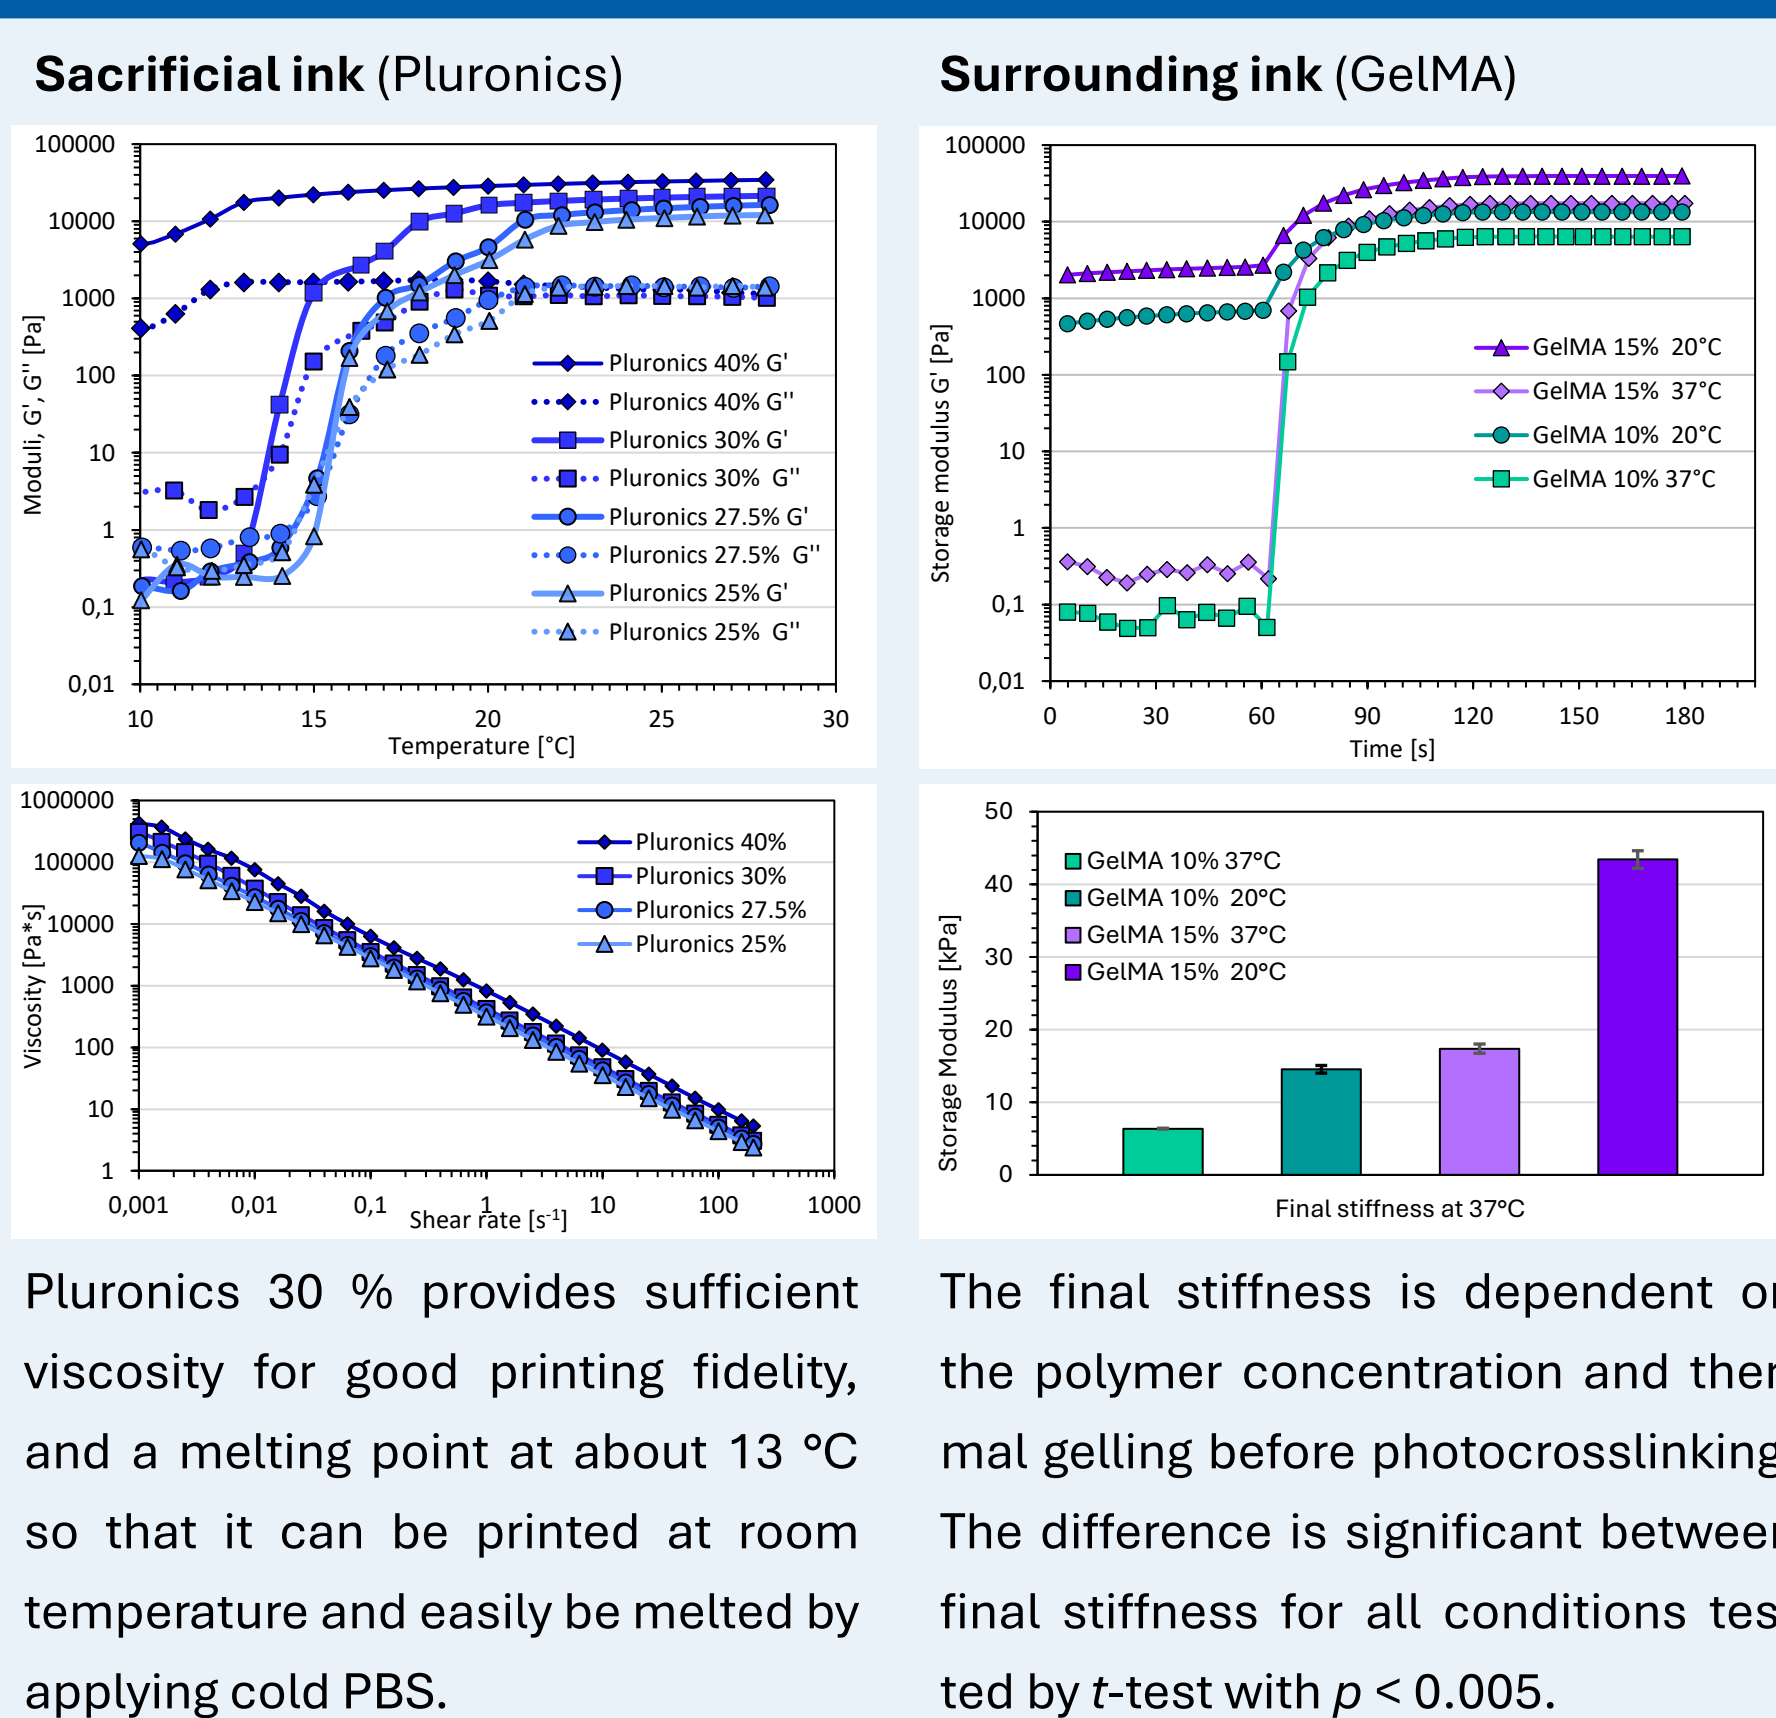 Sacrificial ink (Pluronics)
100000
10000
1000
100
10
1
0,1
0,01
Moduli, G', G'' [Pa]
10 15 20 25 30
Temperature [°C]
Pluronics 40% G'
Pluronics 40% G''
Pluronics 30% G'
Pluronics 30% G''
Pluronics 27.5% G'
Pluronics 27.5% G''
Pluronics 25% G'
Pluronics 25% G''
1000000
100000
10000
1000
100
10
1
Viscosity [Pa*s]
0,001 0,01 0,1 1 10 100 1000
Shear rate [s-1]
Pluronics 40%
Pluronics 30%
Pluronics 27.5%
Pluronics 25%
Pluronics 30 % provides sufficient
viscosity for good printing fidelity,
and a melting point at about 13 °C
so that it can be printed at room
temperature and easily be melted by
applying cold PBS.
Surrounding ink (GelMA)
100000
10000
1000
100
10
1
0,1
0,01
Storage modulus G' [Pa]
0 30 60 90 120 150 180
Time [s]
GelMA 15% 20°C
GelMA 15% 37°C
GelMA 10% 20°C
GelMA 10% 37°C
50
40
30
20
10
0
Storage Modulus [kPa]
GelMA 10% 37°C
GelMA 10% 20°C
GelMA 15% 37°C
GelMA 15% 20°C
Final stiffness at 37°C
The final stiffness is dependent on
the polymer concentration and ther
mal gelling before photocrosslinking
The difference is significant between
final stiffness for all conditions tes
ted by t-test with p < 0.005.